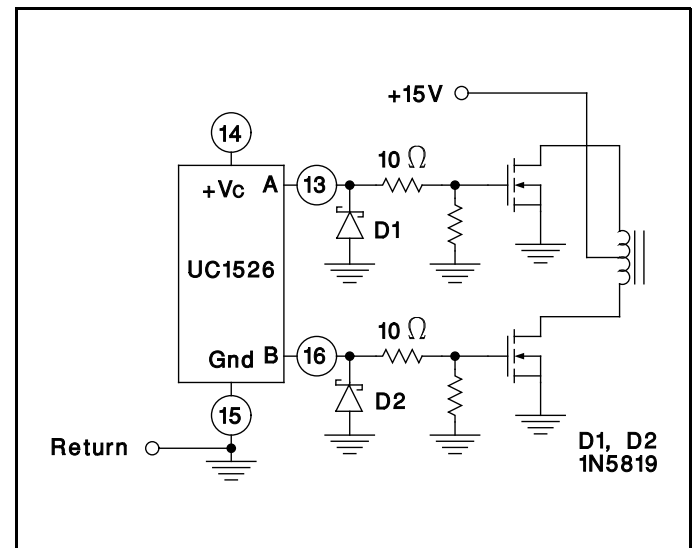 +15V
14
10 Ω
+Vc A 13
D1
UC1526
10 Ω
Gnd B 16
D2
15
Return
D1, D2
1N5819